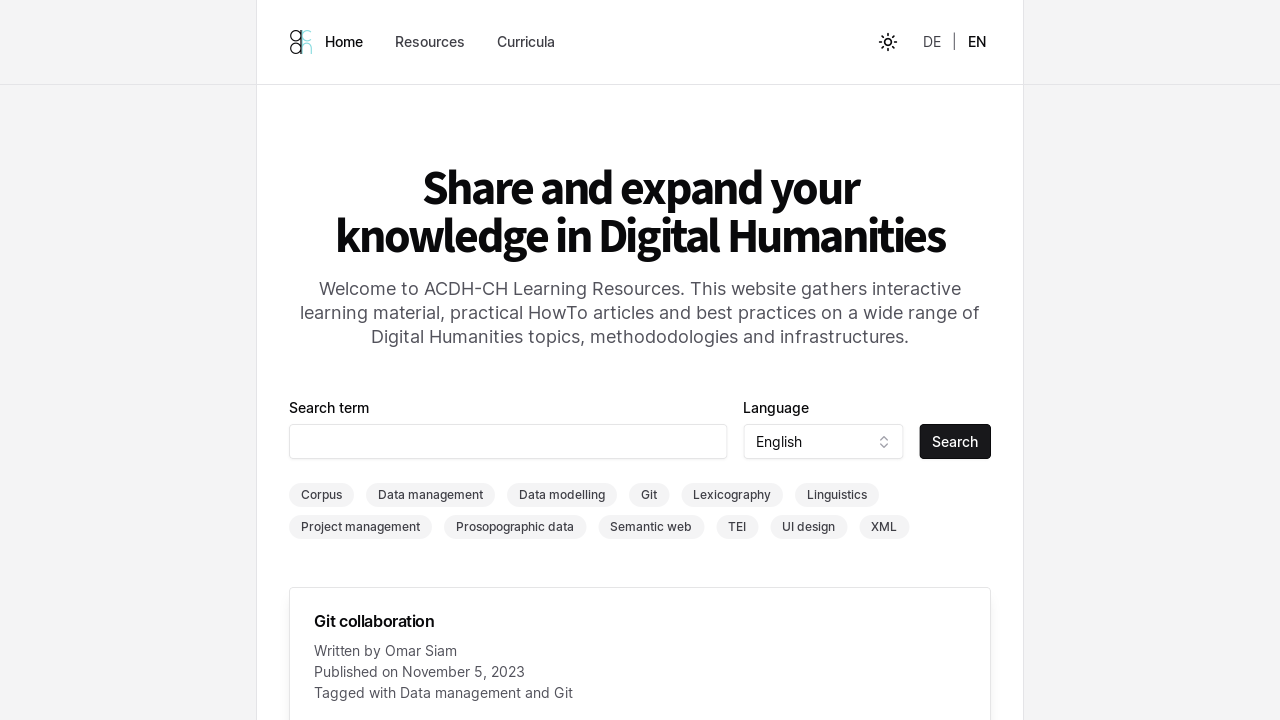 Home Resources Curricula DE | EN
Share and expand your
knowledge in Digital Humanities
Welcome to ACDH-CH Learning Resources. This website gathers interactive
learning material, practical HowTo articles and best practices on a wide range of
Digital Humanities topics, methododologies and infrastructures.
Search term Language
English Search
Corpus Data management Data modelling Git Lexicography Linguistics
Project management Prosopographic data Semantic web TEI UI design XML
Git collaboration
Written by Omar Siam
Published on November 5, 2023
Tagged with Data management and Git